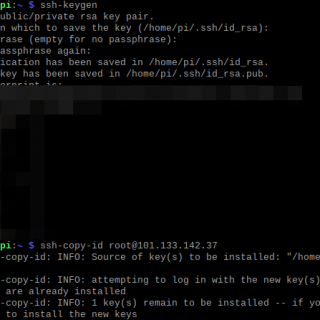 pi:~ $ ssh-keygen
ublic/private rsa key pair.
n which to save the key (/home/pi/.ssh/id_rsa):
rase (empty for no passphrase):
assphrase again:
ication has been saved in /home/pi/.ssh/id_rsa.
key has been saved in /home/pi/.ssh/id_rsa.pub.
erprint is:
pi:~ $ ssh-copy-id root@101.133.142.37
-copy-id: INFO: Source of key(s) to be installed: "/home
-copy-id: INFO: attempting to log in with the new key(s)
are already installed
-copy-id: INFO: 1 key(s) remain to be installed -- if yo
to install the new keys